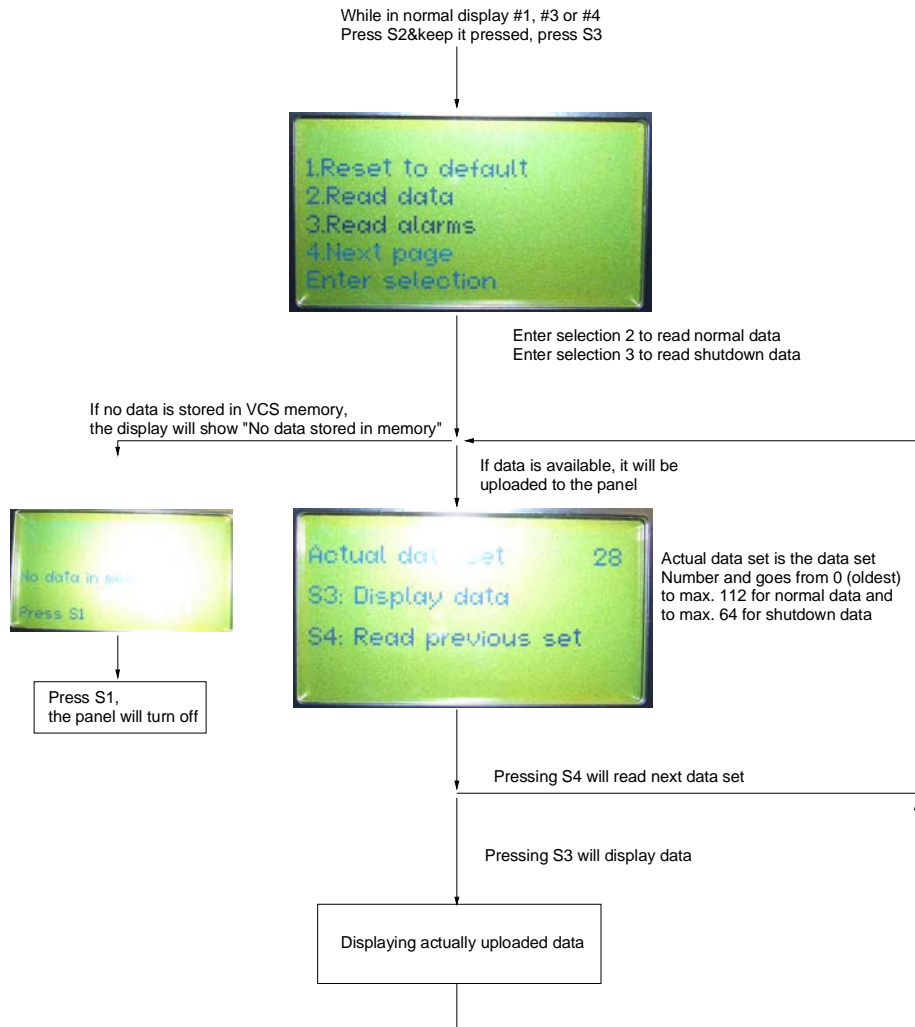 While in normal display #1, #3 or #4
Press S2&keep it pressed, press S3
1.Reset to default
2.Read data
3.Read alarms
4.Next page
Enter selection
Enter selection 2 to read normal data
Enter selection 3 to read shutdown data
If no data is stored in VCS memory,
the display will show "No data stored in memory"
If data is available, it will be
uploaded to the panel
No data in
Press S1
Actual set 28
S3: Display data
S4: Read previous set
Actual data set is the data set
Number and goes from 0 (oldest)
to max. 112 for normal data and
to max. 64 for shutdown data
Press S1,
the panel will turn off
Pressing S4 will read next data set
Pressing S3 will display data
Displaying actually uploaded data